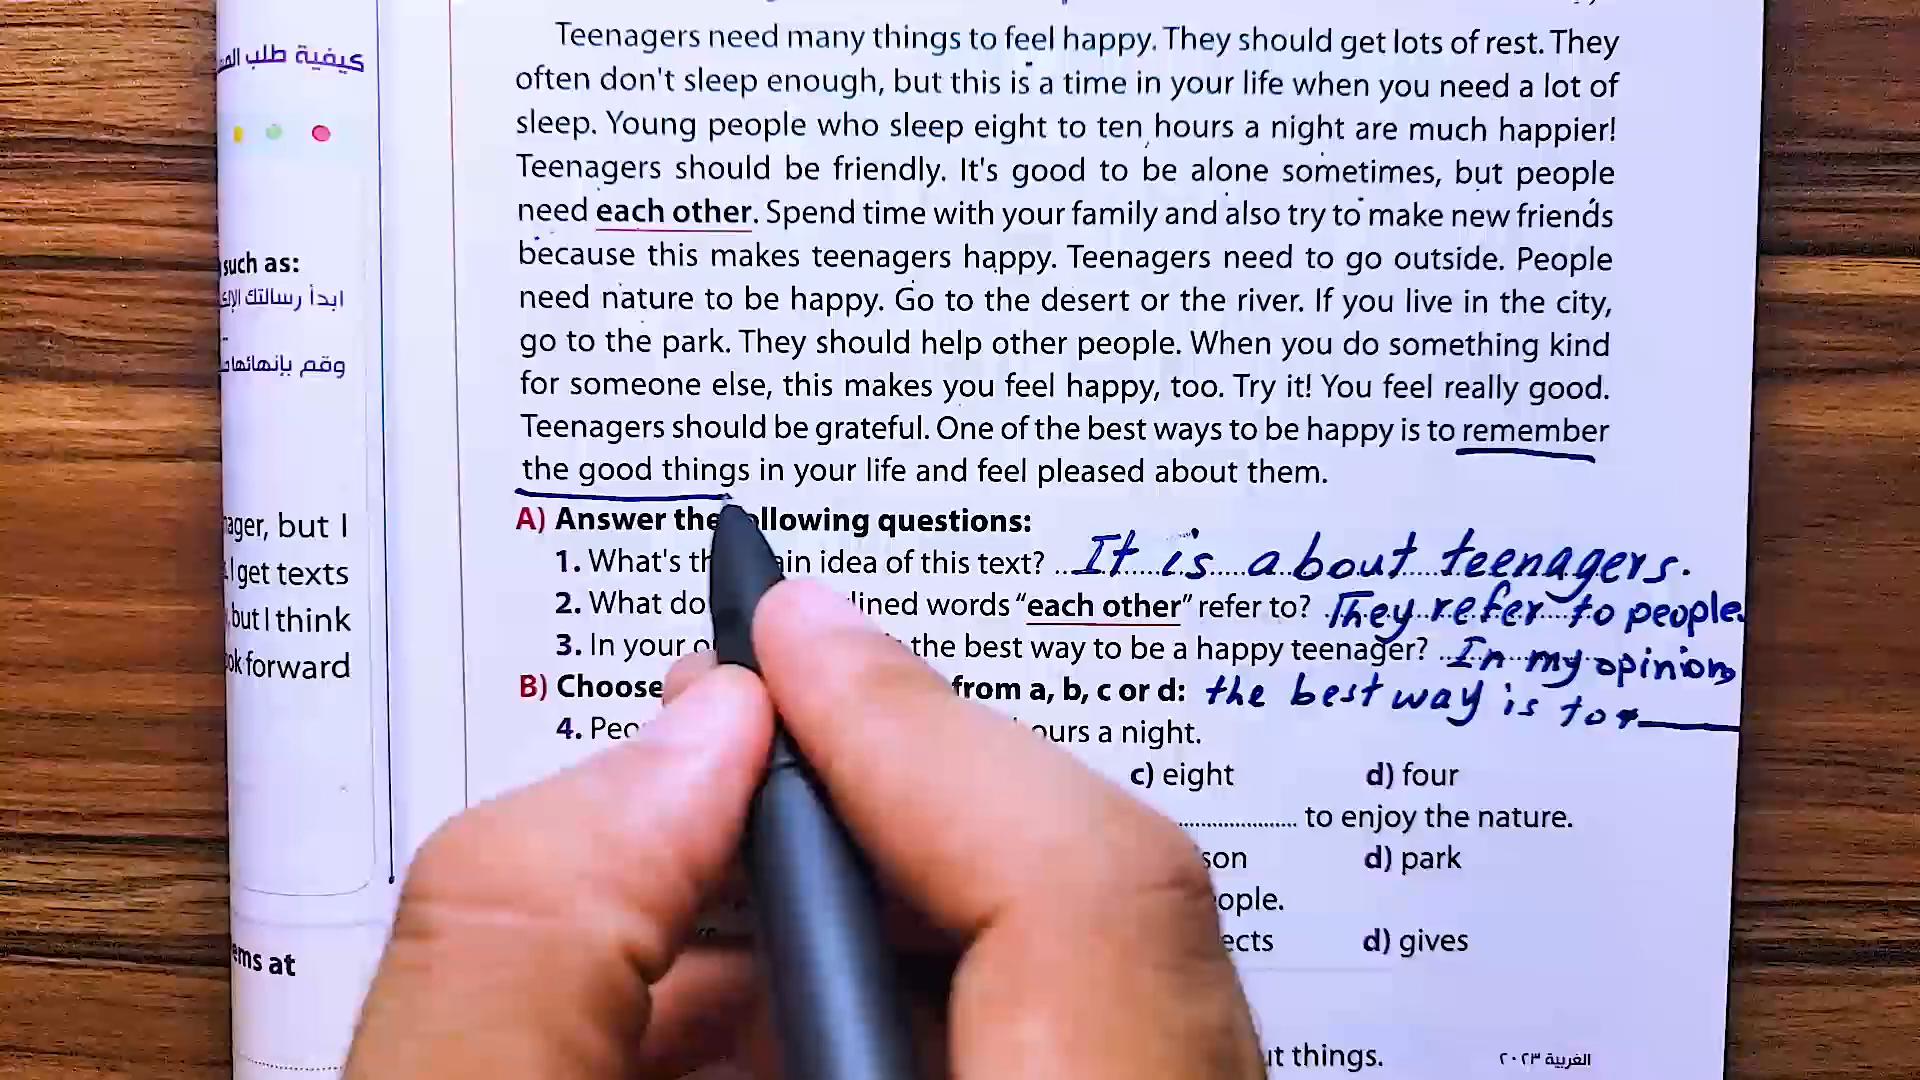 كيفية طلب
such as:
ابدأ رسالتك
وقم بإنهائها
but I
I get texts
but I think
forward
at
Teenagers need many things to feel happy. They should get lots of rest. They
often don't sleep enough, but this is a time in your life when you need a lot of
sleep. Young people who sleep eight to ten hours a night are much happier!
Teenagers should be friendly. It's good to be alone sometimes, but people
need each other. Spend time with your family and also try to make new friends
because this makes teenagers happy. Teenagers need to go outside. People
need nature to be happy. Go to the desert or the river. If you live in the city,
go to the park. They should help other people. When you do something kind
for someone else, this makes you feel happy, too. Try it! You feel really good.
Teenagers should be grateful. One of the best ways to be happy is to remember
the good things in your life and feel pleased about them.
A) Answer the following questions:
1. What's the main idea of this text? It is about teenagers.
2. What do lined words “each other” refer to? They refer to people.
3. In your the best way to be a happy teenager? In my opinion,
B) Choose from a, b, c or d: the best way is to
4. hours a night.
c) eight d) four
to enjoy the nature.
d) park
d) gives
things.
الغربية ٢٠٢٣